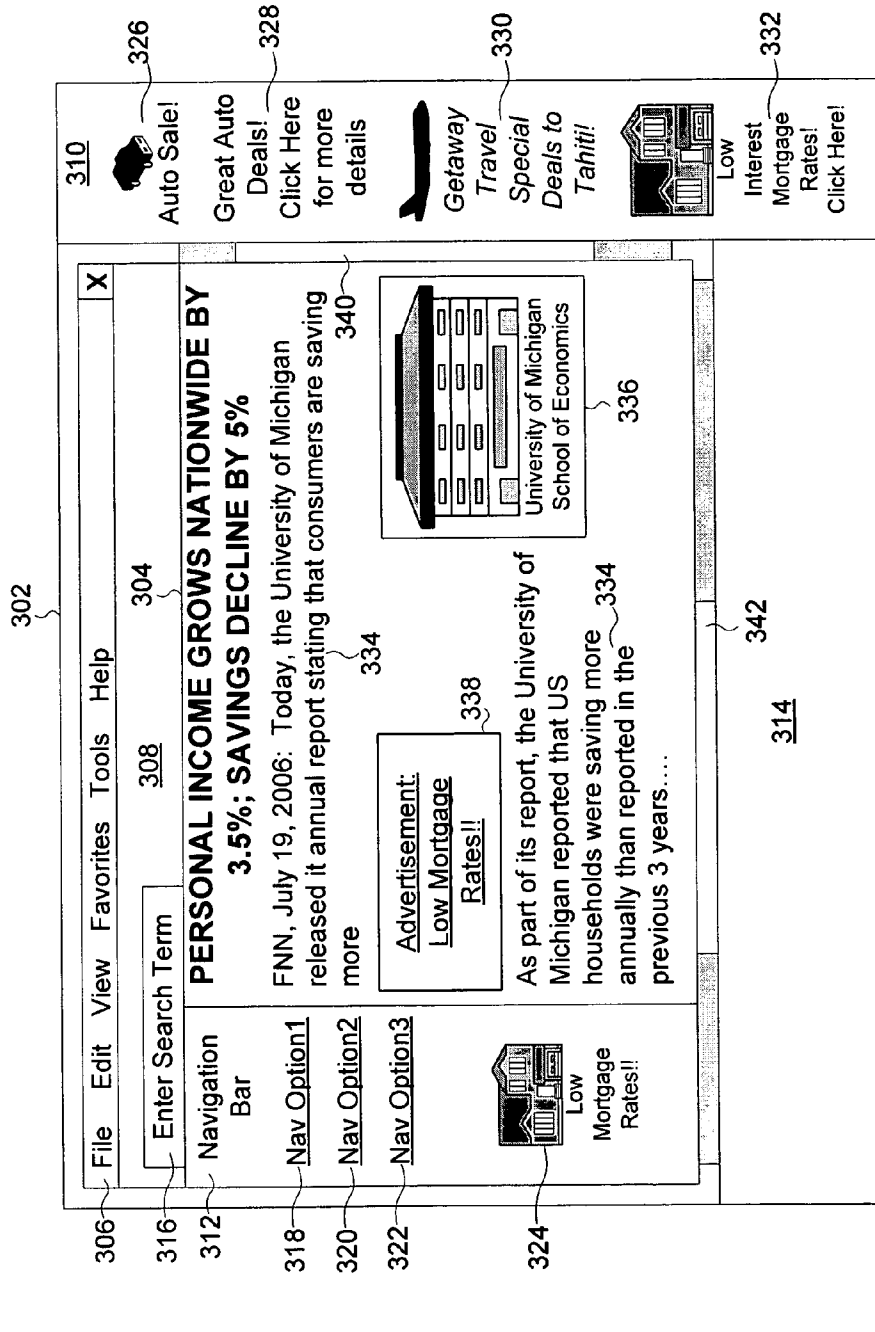 302
304
306
File Edit View Favorites Tools Help X
308
316
Enter Search Term
312
Navigation
Bar
318
Nav Option1
320
Nav Option2
322
Nav Option3
324
Low
Mortgage
Rates!!
PERSONAL INCOME GROWS NATIONWIDE BY
3.5%; SAVINGS DECLINE BY 5%
FNN, July 19, 2006: Today, the University of Michigan
released it annual report stating that consumers are saving
more
334
340
Advertisement:
Low Mortgage
Rates!!
338
University of Michigan
School of Economics
336
As part of its report, the University of
Michigan reported that US
households were saving more
annually than reported in the
previous 3 years.....
334
342
314
310
326
Auto Sale!
Great Auto
Deals!
Click Here
for more
details
328
Getaway
Travel
Special
Deals to
Tahiti!
330
Low
Interest
Mortgage
Rates!
Click Here!
332